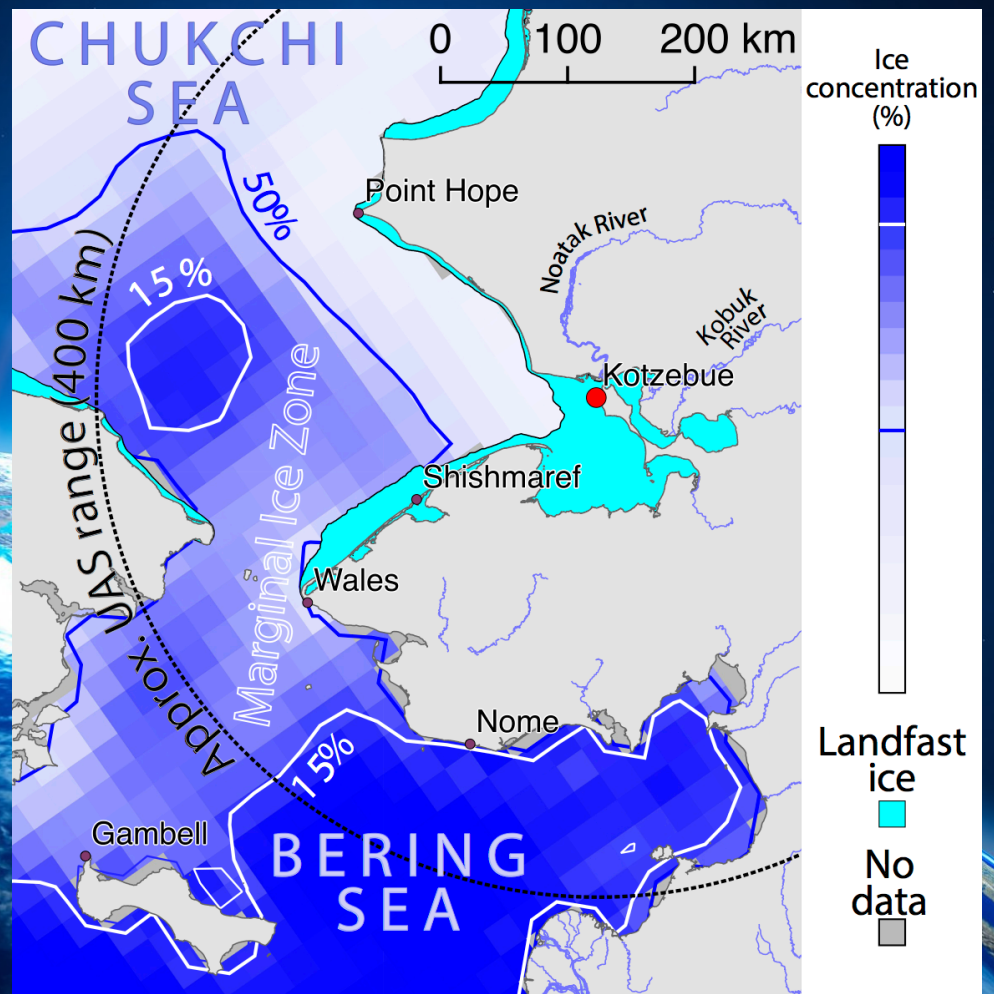 CHUKCHI
SEA
0 100 200 km
Ice
concentration
(%)
50%
Point Hope
Noatak River
15%
Kobuk
River
Kotzebue
Approx. UAS range (400 km)
Marginal Ice Zone
Shishmaref
Wales
Nome
15%
Gambell
BERING
SEA
Landfast
ice
No
data